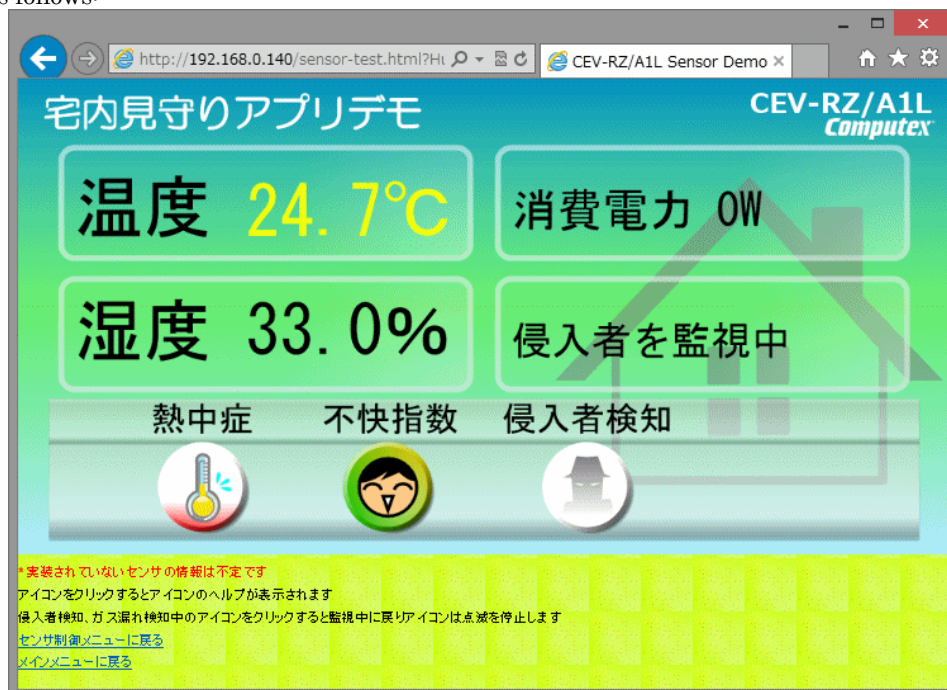 s follows:
http://192.168.0.140/sensor-test.html?Hu
CEV-RZ/A1L Sensor Demo
宅内見守りアプリデモ
CEV-RZ/A1L
Computex
温度 24.7℃
消費電力 0W
湿度 33.0%
侵入者を監視中
熱中症 不快指数 侵入者検知
*実装されていないセンサの情報は不定です
アイコンをクリックするとアイコンのヘルプが表示されます
侵入者検知、ガス漏れ検知中のアイコンをクリックすると監視中に戻りアイコンは点滅を停止します
センサ制御メニューに戻る
メインメニューに戻る